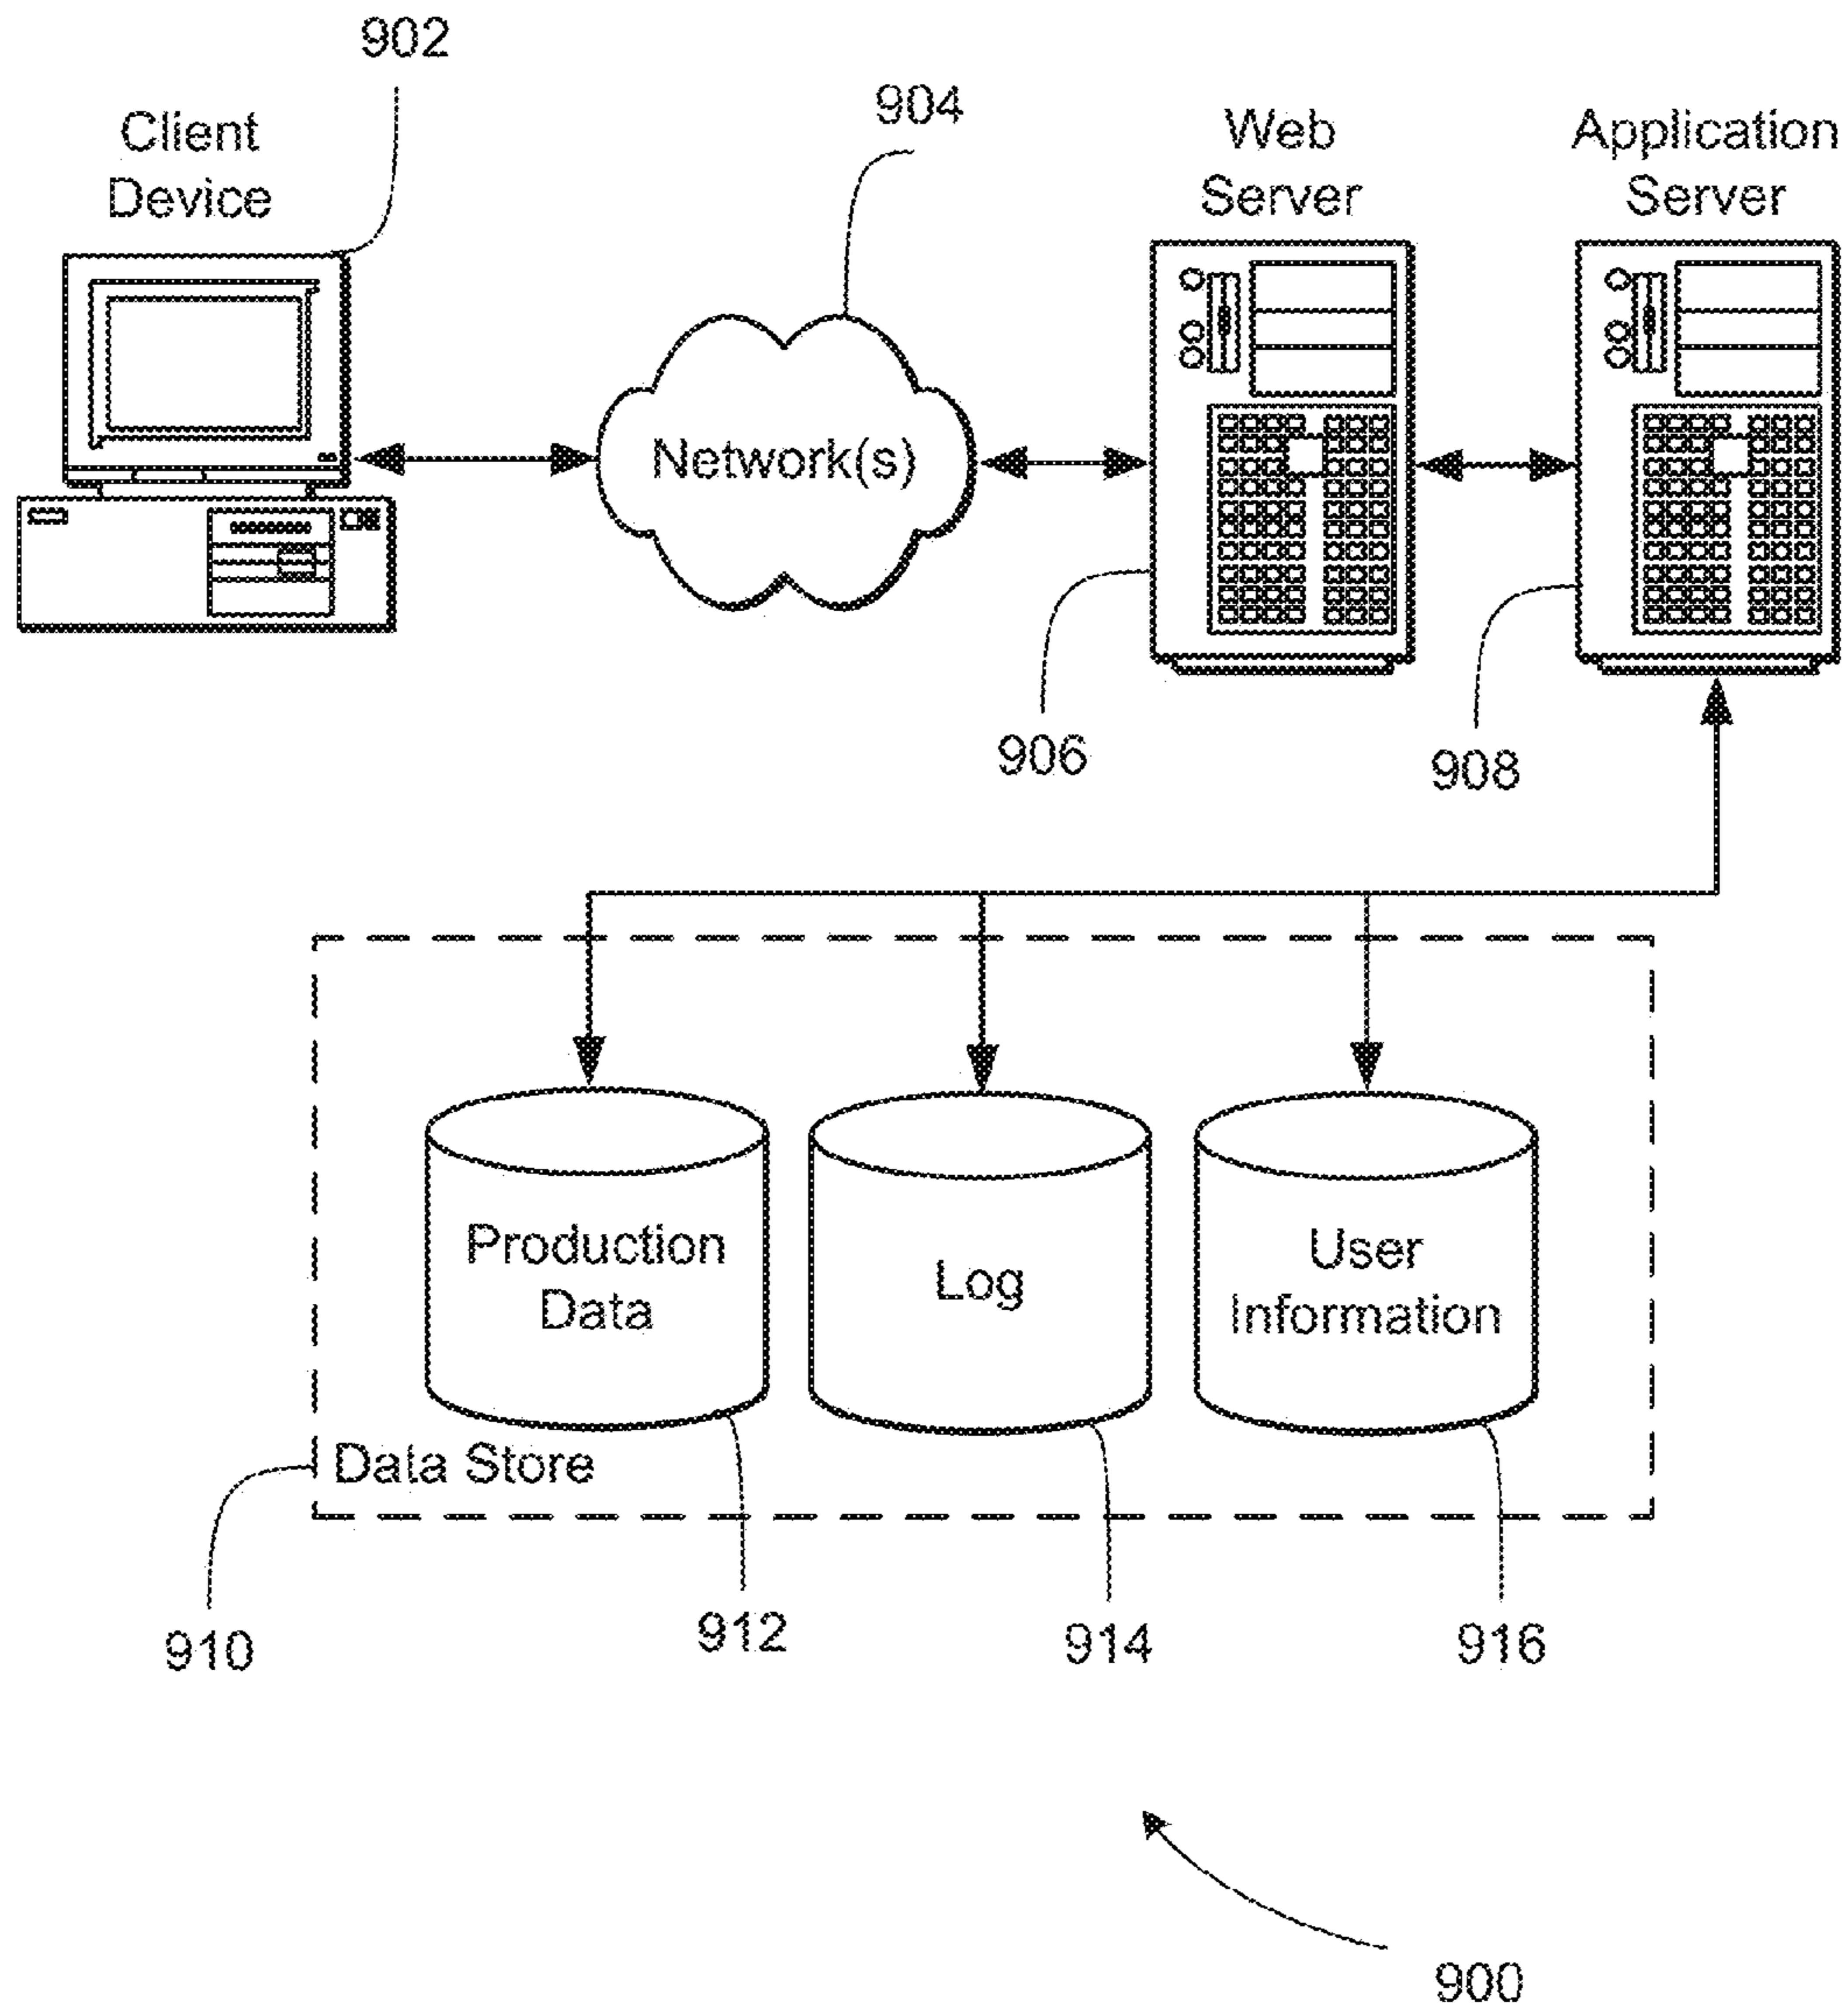 902
904
Client
Device
Web
Server
Application
Server
Network(s)
906
908
Production
Data
Log
User
Information
Data Store
910
912
914
916
900